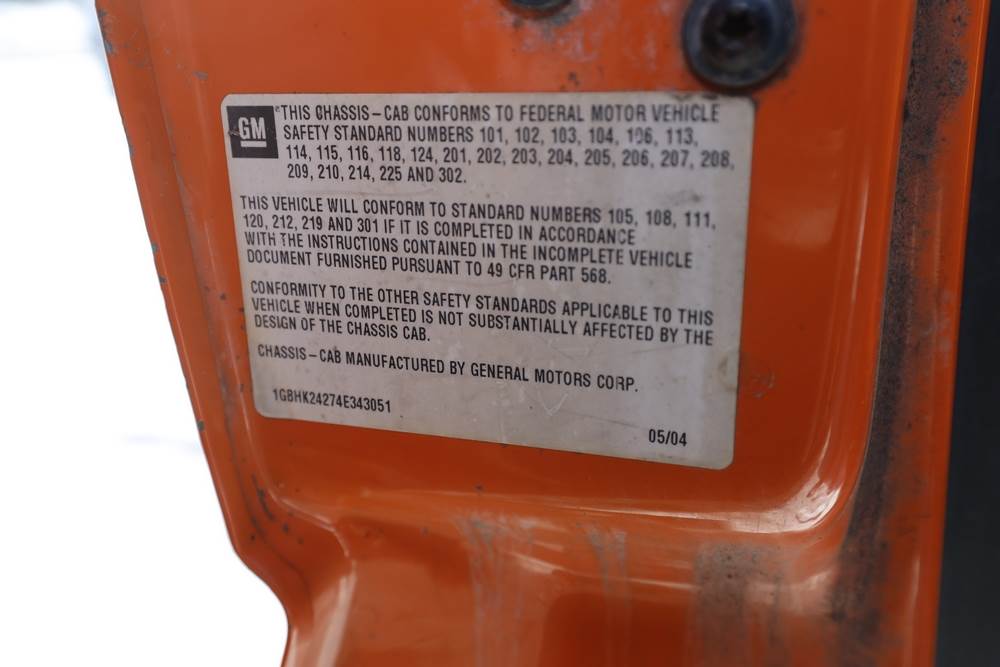 GM
THIS CHASSIS-CAB CONFORMS TO FEDERAL MOTOR VEHICLE
SAFETY STANDARD NUMBERS 101, 102, 103, 104, 106, 113,
114, 115, 116, 118, 124, 201, 202, 203, 204, 205, 206, 207, 208,
209, 210, 214, 225 AND 302.
THIS VEHICLE WILL CONFORM TO STANDARD NUMBERS 105, 108, 111,
120, 212, 219 AND 301 IF IT IS COMPLETED IN ACCORDANCE
WITH THE INSTRUCTIONS CONTAINED IN THE INCOMPLETE VEHICLE
DOCUMENT FURNISHED PURSUANT TO 49 CFR PART 568.
CONFORMITY TO THE OTHER SAFETY STANDARDS APPLICABLE TO THIS
VEHICLE WHEN COMPLETED IS NOT SUBSTANTIALLY AFFECTED BY THE
DESIGN OF THE CHASSIS CAB.
CHASSIS-CAB MANUFACTURED BY GENERAL MOTORS CORP.
1GBHK24274E343051
05/04